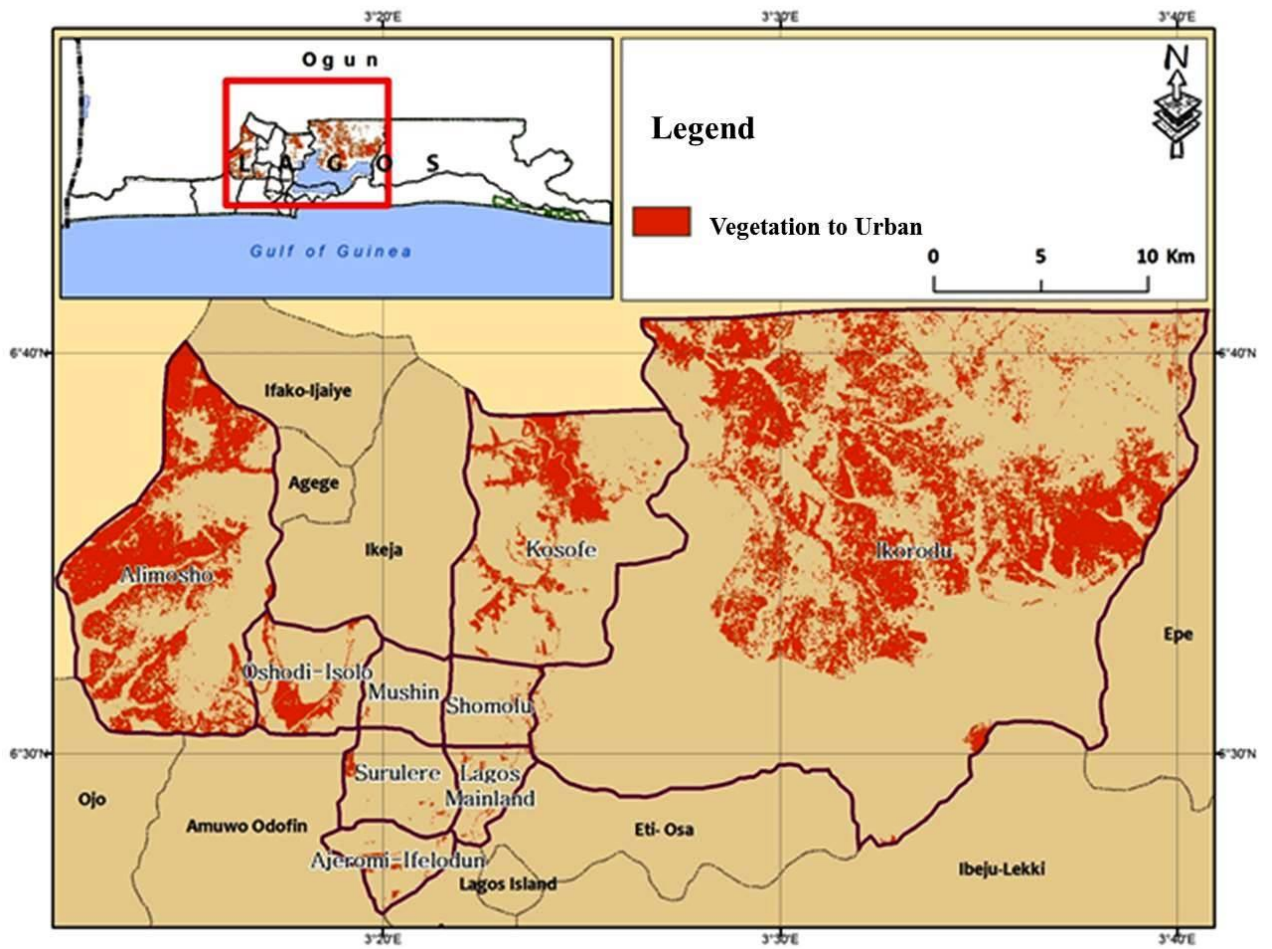 3°20'E
3°30'E
3°40'E
Ogun
N
Legend
L A G O S
Vegetation to Urban
Gulf of Guinea
0 5 10 Km
6°40'N
6°40'N
Ifako-Ijaiye
Agege
Ikeja
Kosofe
Ikorodu
Alimosho
Epe
Oshodi-Isolo
Mushin
Shomolu
6°30'N
6°30'N
Surulere
Lagos
Mainland
Ojo
Amuwo Odofin
Eti- Osa
Ajeromi-Ifelodun
Lagos Island
Ibeju-Lekki
3°20'E
3°30'E
3°40'E